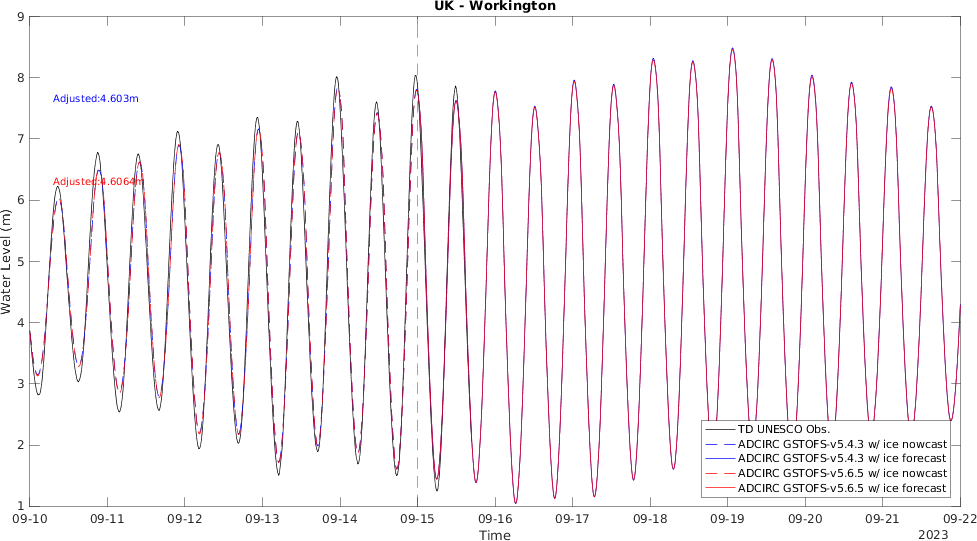 UK - Workington
9
8
7
6
5
4
3
2
1
Water Level (m)
Adjusted:4.603m
Adjusted:4.6064m
TD UNESCO Obs.
ADCIRC GSTOFS-v5.4.3 w/ ice nowcast
ADCIRC GSTOFS-v5.4.3 w/ ice forecast
ADCIRC GSTOFS-v5.6.5 w/ ice nowcast
ADCIRC GSTOFS-v5.6.5 w/ ice forecast
09-10 09-11 09-12 09-13 09-14 09-15 09-16 09-17 09-18 09-19 09-20 09-21 09-22
Time
2023